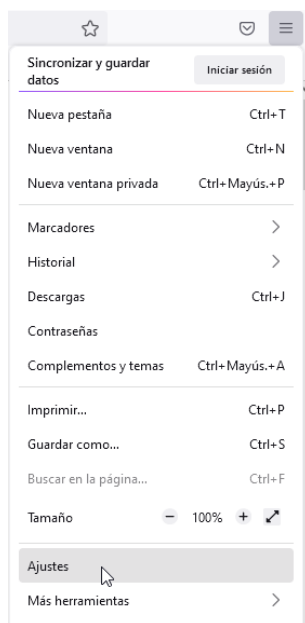 Sincronizar y guardar
datos
Iniciar sesión
Nueva pestaña Ctrl+T
Nueva ventana Ctrl+N
Nueva ventana privada Ctrl+Mayús.+P
Marcadores
Historial
Descargas Ctrl+J
Contraseñas
Complementos y temas Ctrl+Mayús.+A
Imprimir... Ctrl+P
Guardar como... Ctrl+S
Buscar en la página... Ctrl+F
Tamaño − 100% +
Ajustes
Más herramientas